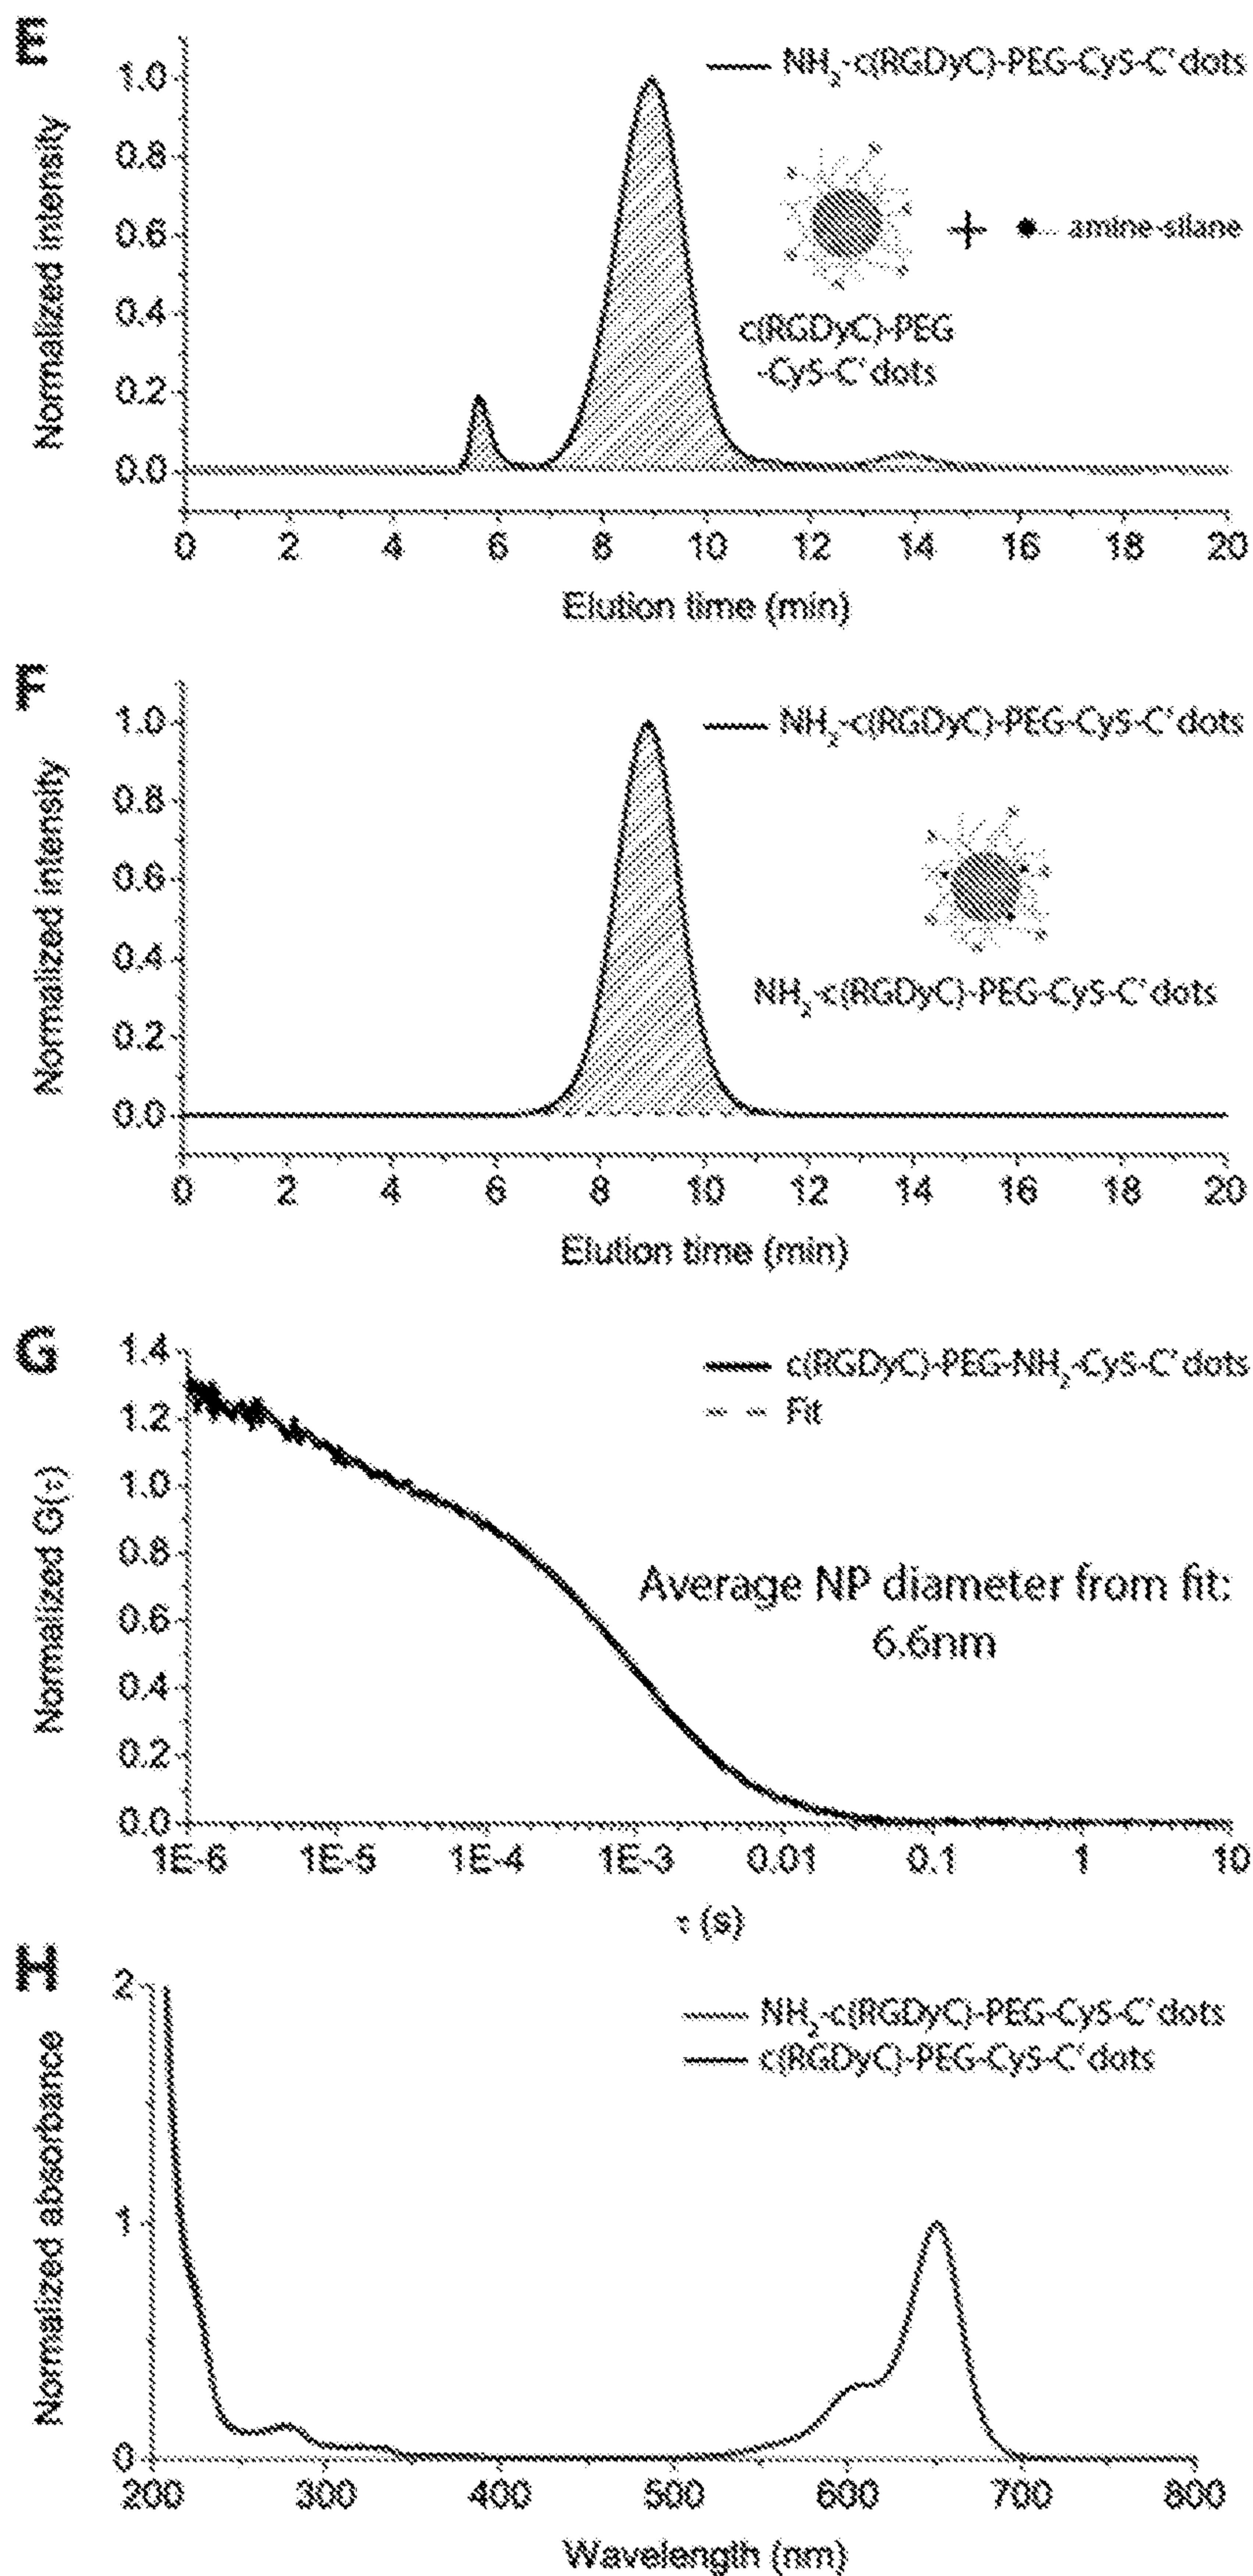 E
NH2-c(RGDyC)-PEG-Cy5-C'dots
Normalized intensity
1.0
0.8
0.6
0.4
0.2
0.0
+ amine-silane
c(RGDyC)-PEG
-Cy5-C'dots
0 2 4 6 8 10 12 14 16 18 20
Elution time (min)
F
NH2-c(RGDyC)-PEG-Cy5-C'dots
Normalized intensity
1.0
0.8
0.6
0.4
0.2
0.0
NH2-c(RGDyC)-PEG-Cy5-C'dots
0 2 4 6 8 10 12 14 16 18 20
Elution time (min)
G
c(RGDyC)-PEG-NH2-Cy5-C'dots
Fit
Normalized G(τ)
1.4
1.2
1.0
0.8
0.6
0.4
0.2
0.0
Average NP diameter from fit:
6.6nm
1E-6 1E-5 1E-4 1E-3 0.01 0.1 1 10
τ (s)
H
NH2-c(RGDyC)-PEG-Cy5-C'dots
c(RGDyC)-PEG-Cy5-C'dots
Normalized absorbance
2
1
0
200 300 400 500 600 700 800
Wavelength (nm)